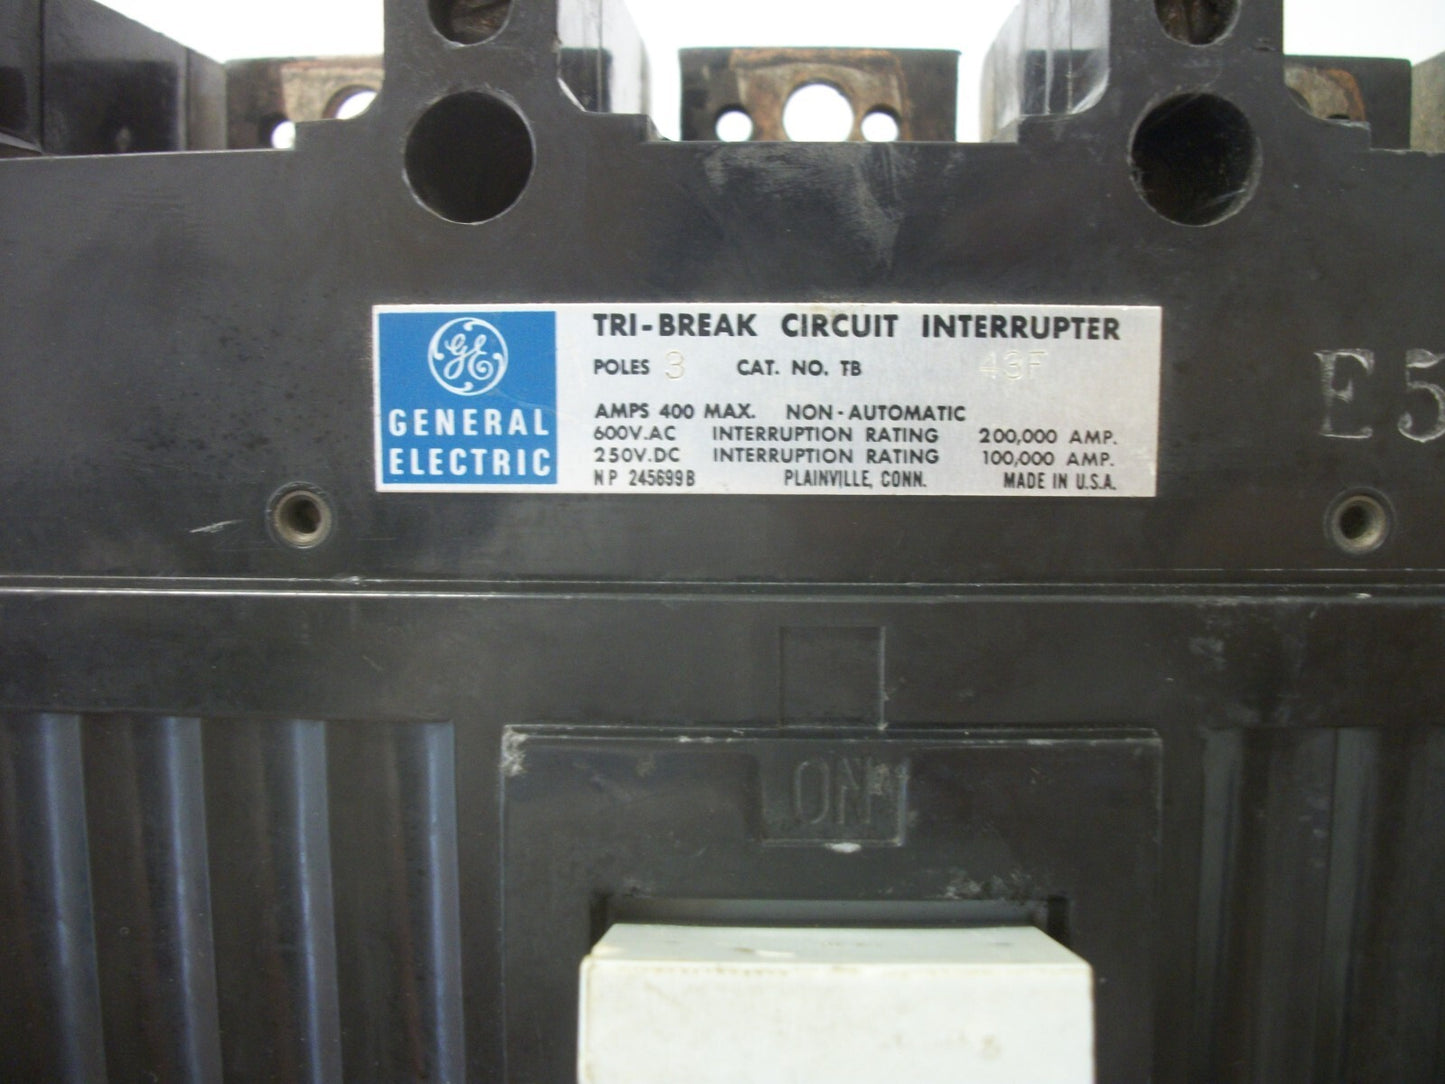 GE
GENERAL
ELECTRIC
TRI-BREAK CIRCUIT INTERRUPTER
POLES 3 CAT. NO. TB 43F
AMPS 400 MAX. NON-AUTOMATIC
600V.AC INTERRUPTION RATING 200,000 AMP.
250V.DC INTERRUPTION RATING 100,000 AMP.
NP 245699B PLAINVILLE, CONN. MADE IN U.S.A.
E5
ON